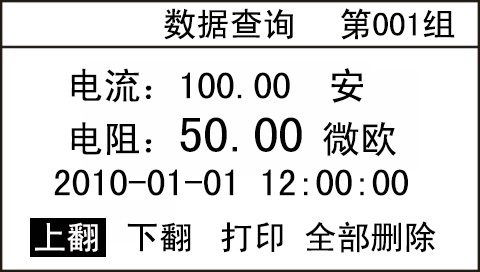 数据查询 第001组
电流：100.00 安
电阻：50.00 微欧
2010-01-01 12:00:00
上翻 下翻 打印 全部删除